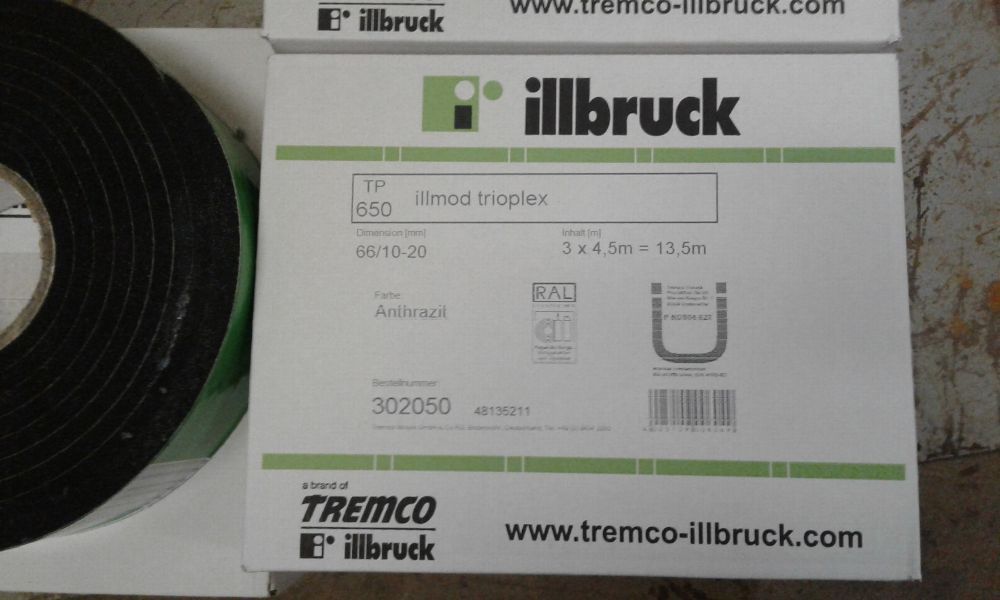 illbruck
www.tremco-illbruck.com
illbruck
TP
650
illmod trioplex
Dimension [mm]
66/10-20
Inhalt [m]
3 x 4,5m = 13,5m
Farbe:
Anthrazit
RAL
Bestellnummer
302050
48135211
a brand of
TREMCO
illbruck
www.tremco-illbruck.com